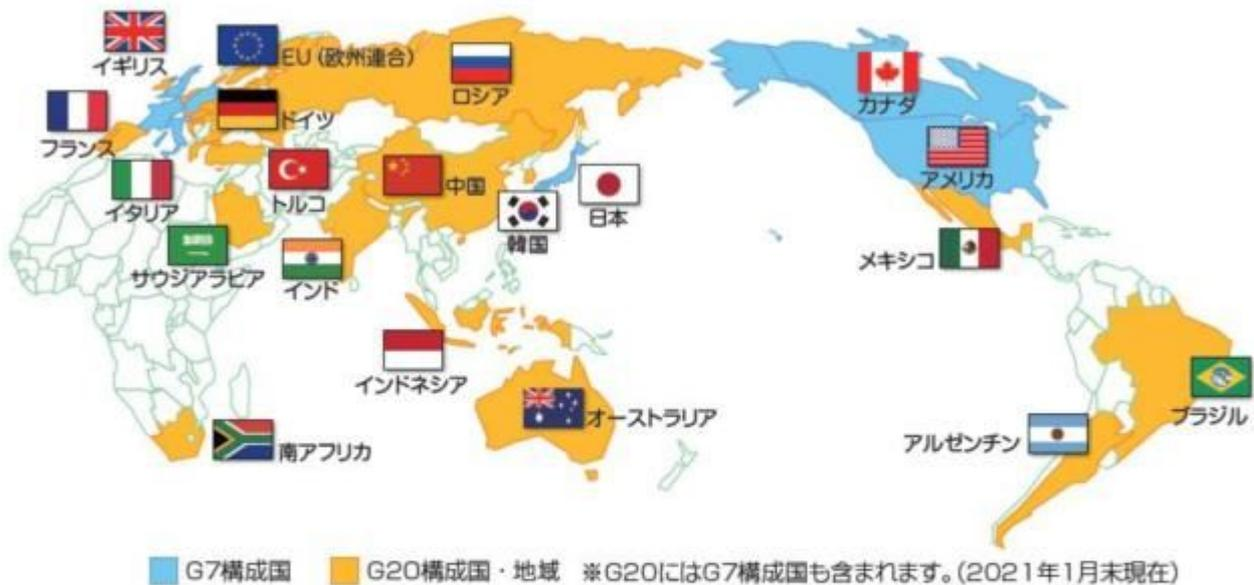 イギリス
EU（欧州連合）
ロシア
カナダ
フランス
ドイツ
アメリカ
イタリア
トルコ
中国
韓国
日本
サウジアラビア
インド
メキシコ
インドネシア
オーストラリア
ブラジル
南アフリカ
アルゼンチン
G7構成国
G20構成国・地域
※G20にはG7構成国も含まれます。(2021年1月末現在)